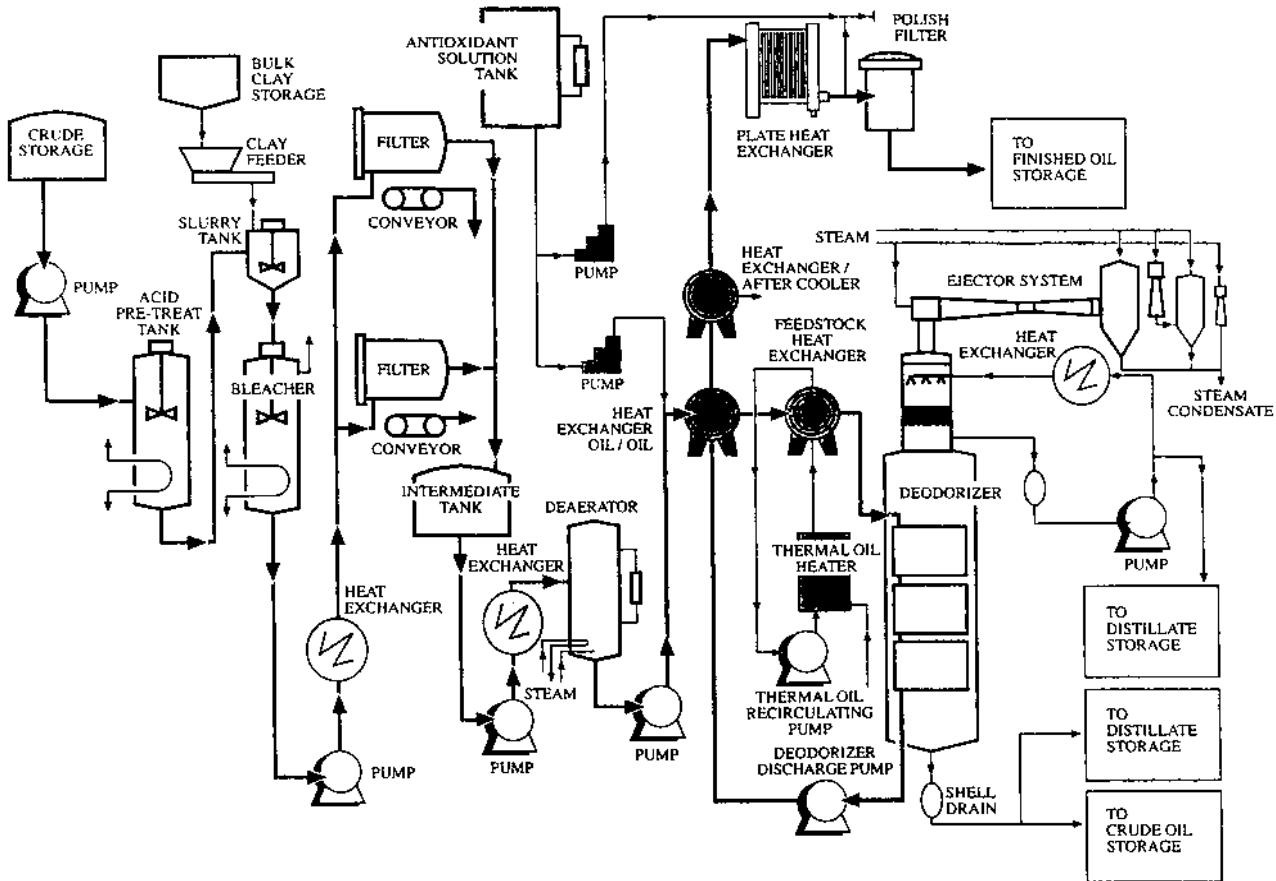 ANTIOXIDANT
SOLUTION
TANK
POLISH
FILTER
BULK
CLAY
STORAGE
CRUDE
STORAGE
CLAY
FEEDER
FILTER
PLATE HEAT
EXCHANGER
TO
FINISHED OIL
STORAGE
CONVEYOR
SLURRY
TANK
PUMP
STEAM
HEAT
EXCHANGER /
AFTER COOLER
EJECTOR SYSTEM
PUMP
ACID
PRE-TREAT
TANK
FEEDSTOCK
HEAT
EXCHANGER
HEAT
EXCHANGER
BLEACHER
FILTER
PUMP
STEAM
CONDENSATE
CONVEYOR
HEAT
EXCHANGER
OIL / OIL
INTERMEDIATE
TANK
DEAERATOR
DEODORIZER
HEAT
EXCHANGER
THERMAL OIL
HEATER
PUMP
HEAT
EXCHANGER
TO
DISTILLATE
STORAGE
STEAM
THERMAL OIL
RECIRCULATING
PUMP
PUMP
PUMP
PUMP
TO
DISTILLATE
STORAGE
DEODORIZER
DISCHARGE PUMP
SHELL
DRAIN
TO
CRUDE OIL
STORAGE